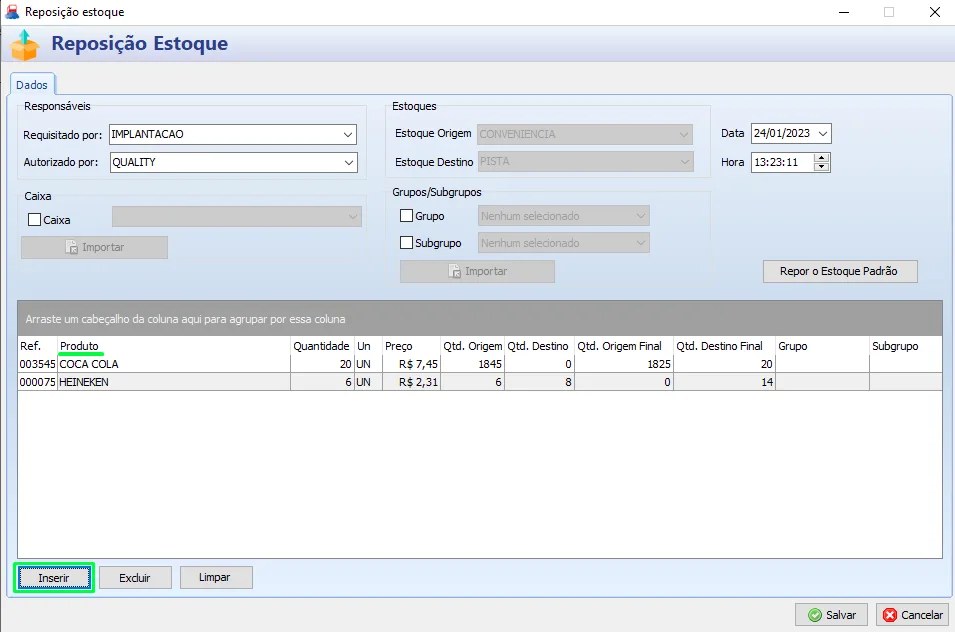 Reposição estoque
Reposição Estoque
Dados
Responsáveis
Requisitado por: IMPLANTACAO
Autorizado por: QUALITY
Estoques
Estoque Origem CONVENIENCIA
Estoque Destino PISTA
Data 24/01/2023
Hora 13:23:11
Caixa
Caixa
Importar
Grupos/Subgrupos
Grupo Nenhum selecionado
Subgrupo Nenhum selecionado
Importar
Repor o Estoque Padrão
Arraste um cabeçalho da coluna aqui para agrupar por essa coluna
Ref. Produto Quantidade Un Preço Qtd. Origem Qtd. Destino Qtd. Origem Final Qtd. Destino Final Grupo Subgrupo
003545 COCA COLA 20 UN R$ 7,45 1845 0 1825 20
000075 HEINEKEN 6 UN R$ 2,31 6 8 0 14
Inserir Excluir Limpar
Salvar Cancelar